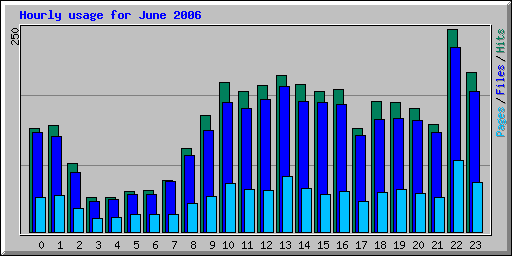 Hourly usage for June 2006
250
Pages/Files/Hits
0 1 2 3 4 5 6 7 8 9 10 11 12 13 14 15 16 17 18 19 20 21 22 23